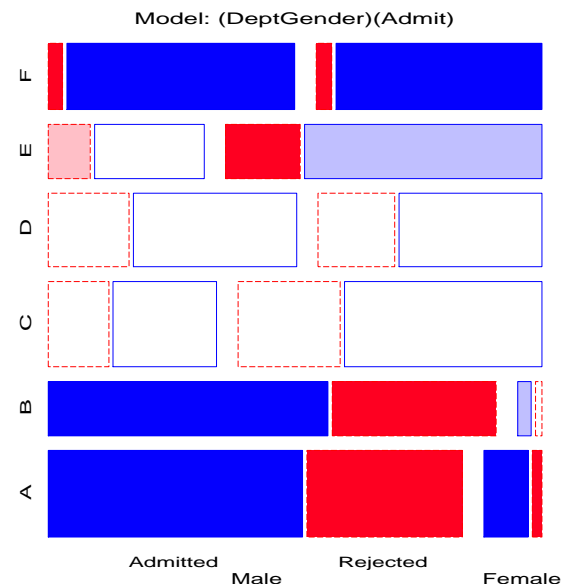 Model: (DeptGender)(Admit)
F
E
D
C
B
A
Admitted Rejected
Male Female